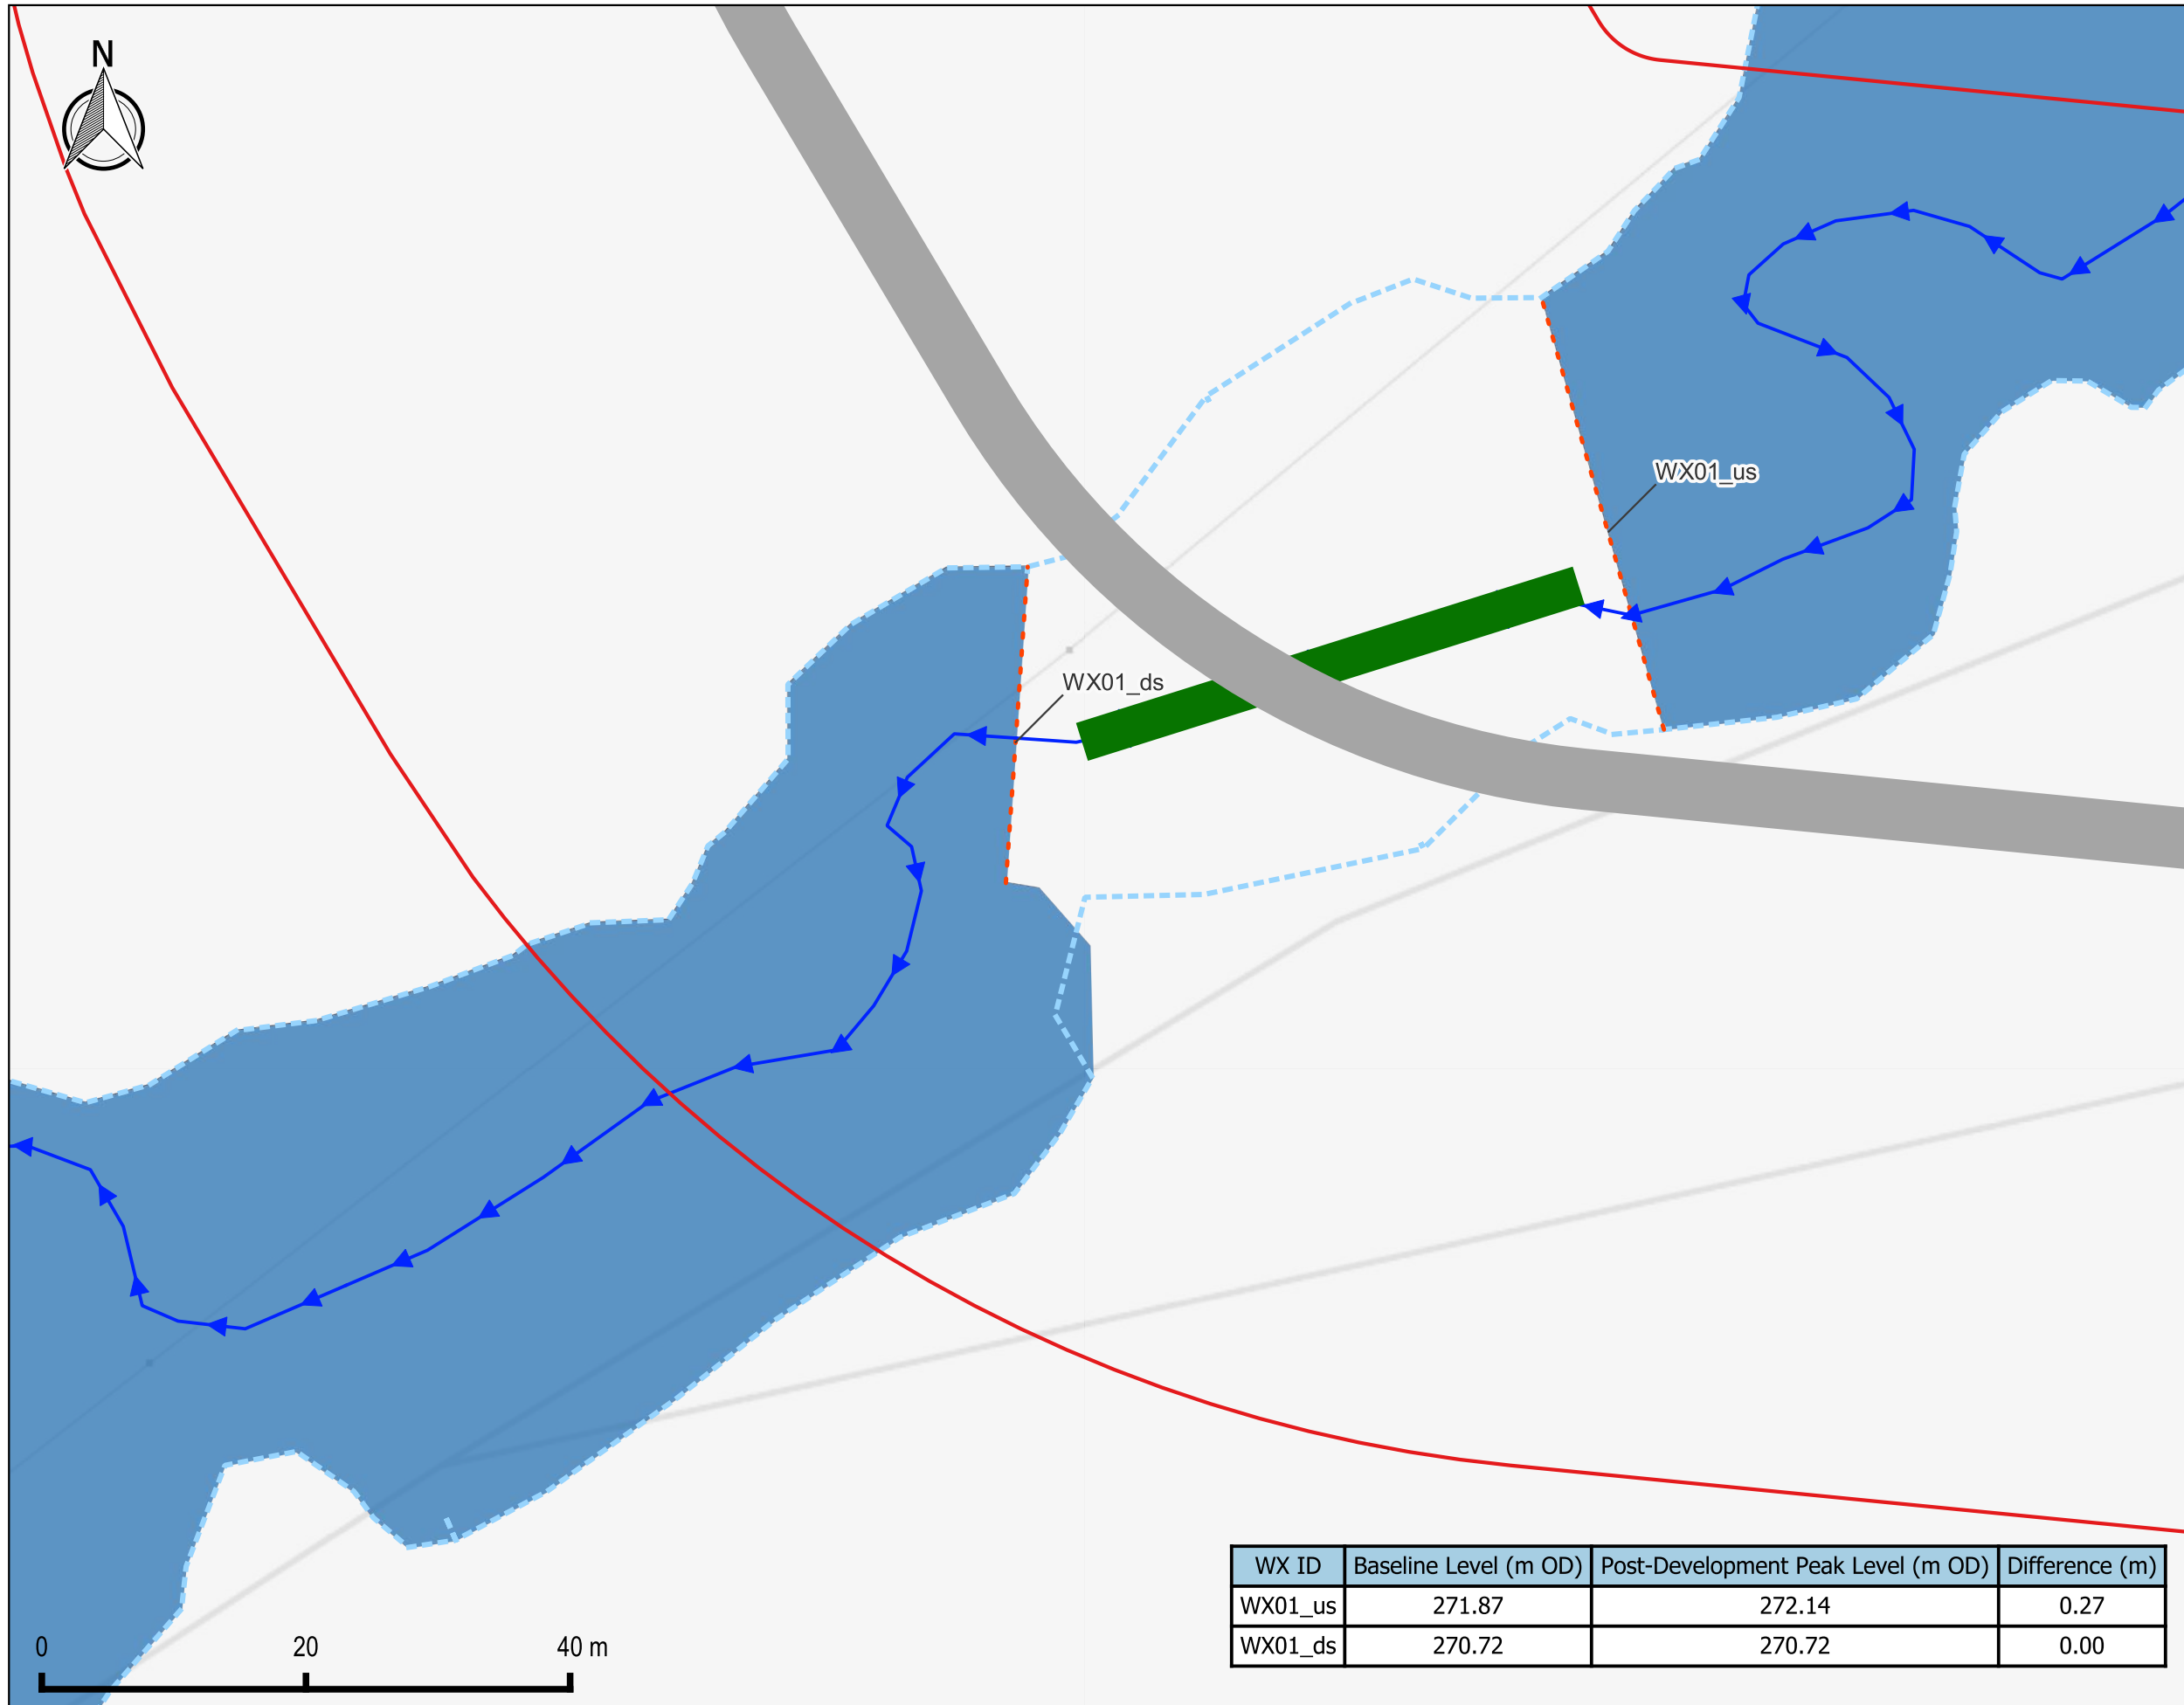 N
WX01_us
WX01_ds
WX ID Baseline Level (m OD) Post-Development Peak Level (m OD) Difference (m)
WX01_us 271.87 272.14 0.27
WX01_ds 270.72 270.72 0.00
0 20 40 m